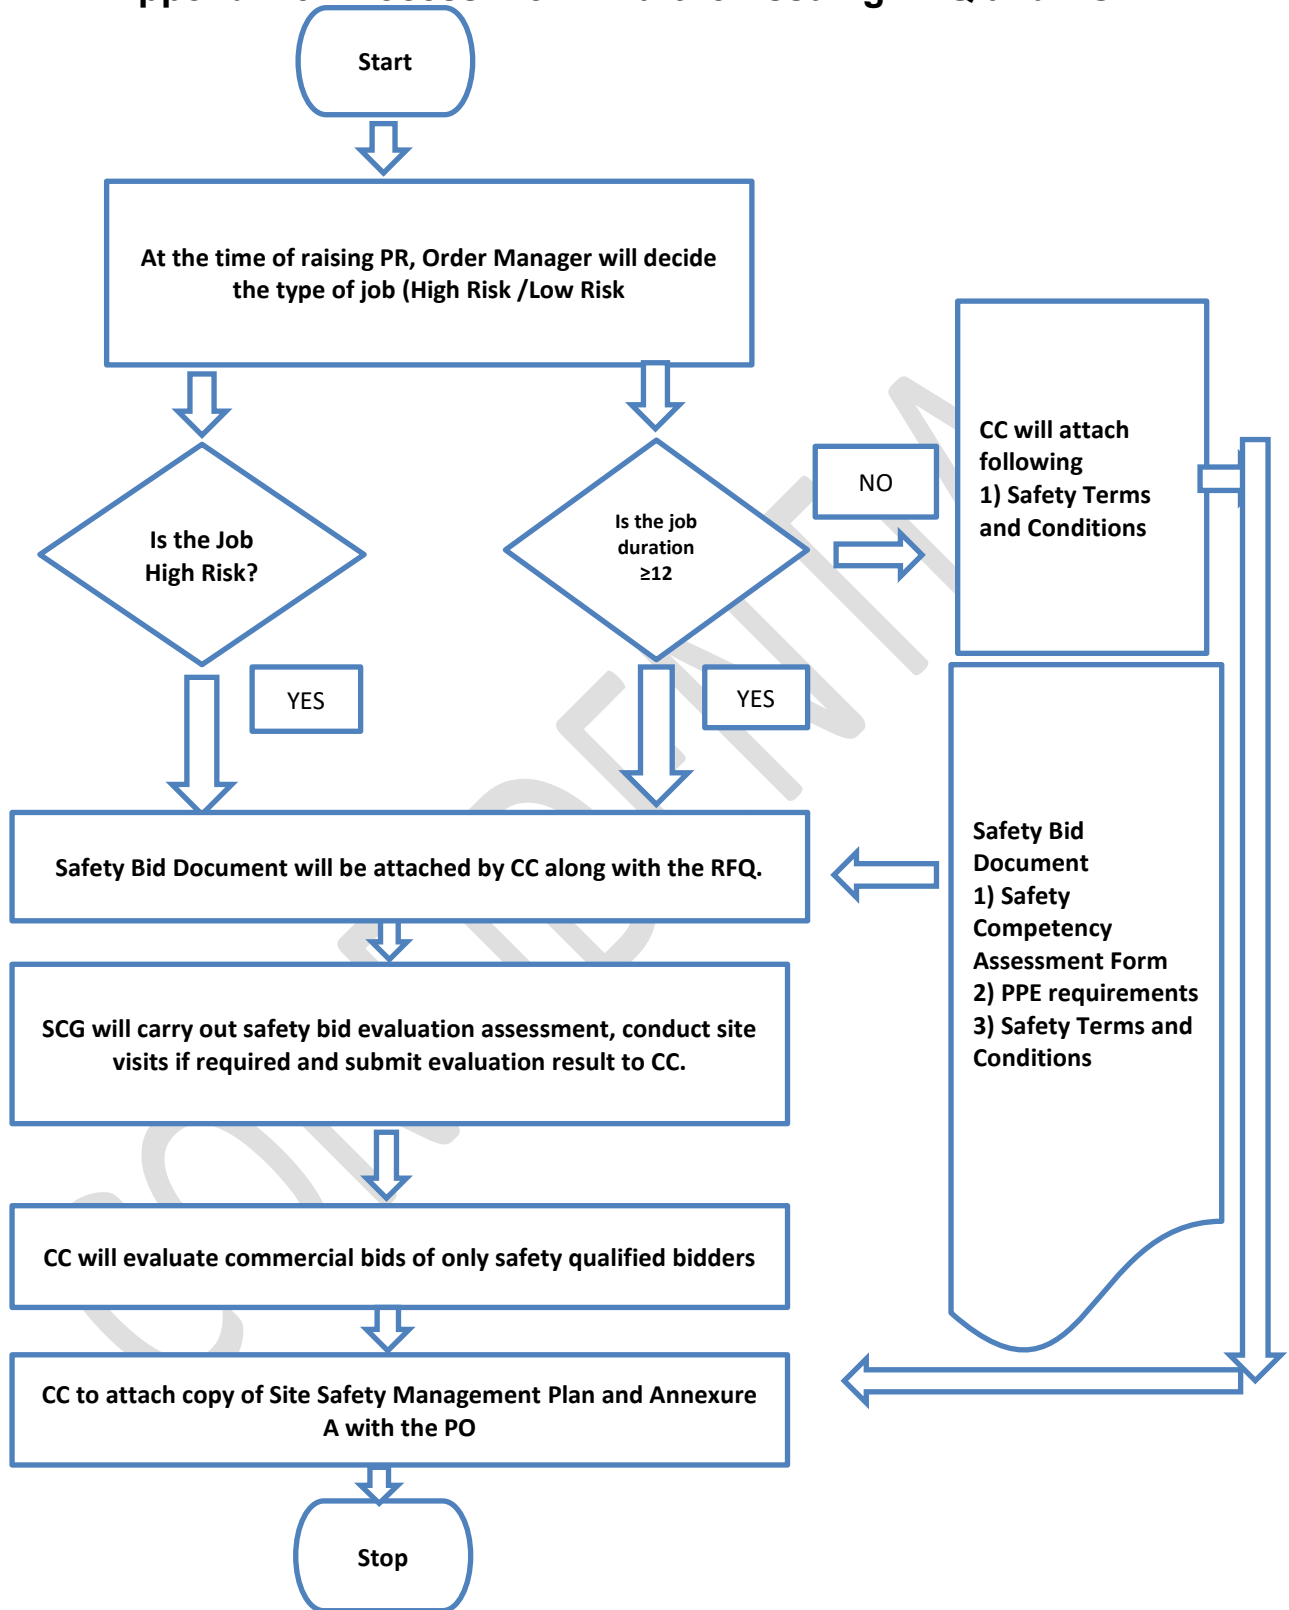 Start
At the time of raising PR, Order Manager will decide
the type of job (High Risk /Low Risk
Is the Job
High Risk?
Is the job
duration
≥12
NO
CC will attach
following
1) Safety Terms
and Conditions
YES
YES
Safety Bid Document will be attached by CC along with the RFQ.
Safety Bid
Document
1) Safety
Competency
Assessment Form
2) PPE requirements
3) Safety Terms and
Conditions
SCG will carry out safety bid evaluation assessment, conduct site
visits if required and submit evaluation result to CC.
CC will evaluate commercial bids of only safety qualified bidders
CC to attach copy of Site Safety Management Plan and Annexure
A with the PO
Stop